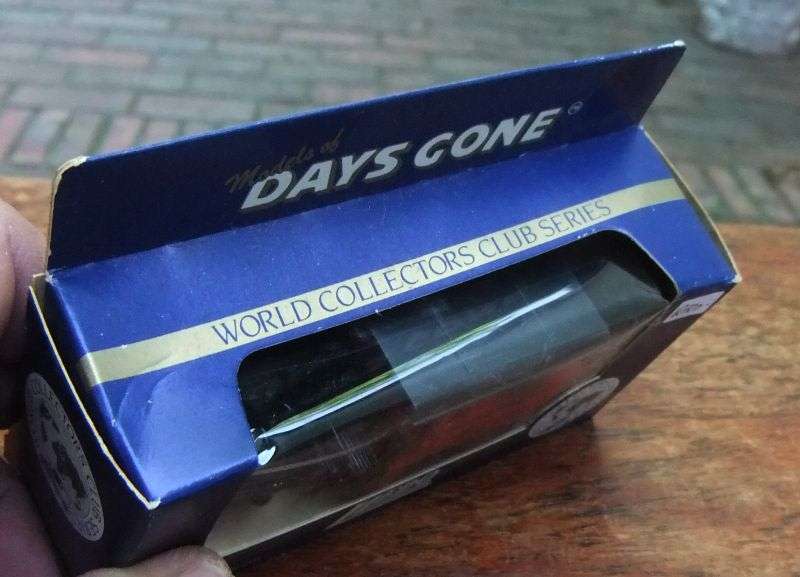 Models of
DAYS GONE
WORLD COLLECTORS CLUB SERIES